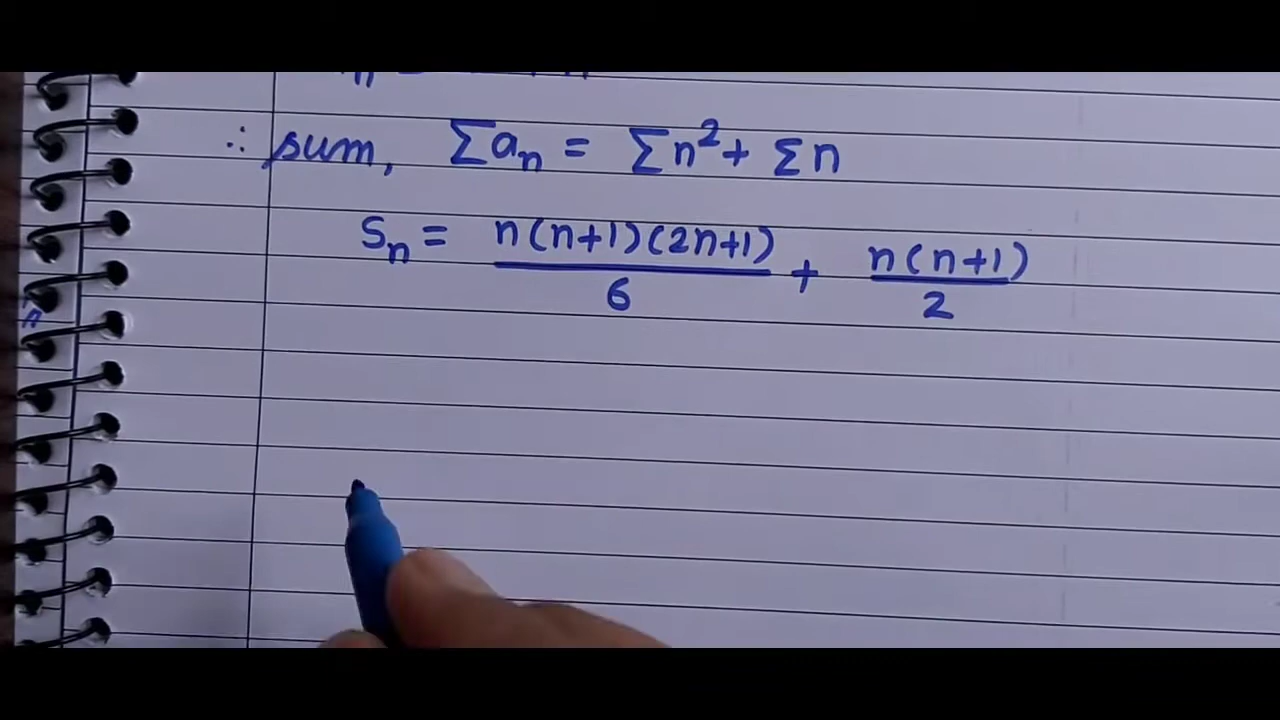 ∴ sum, Σaₙ = Σn² + Σn
Sₙ = n(n+1)(2n+1)/6 + n(n+1)/2